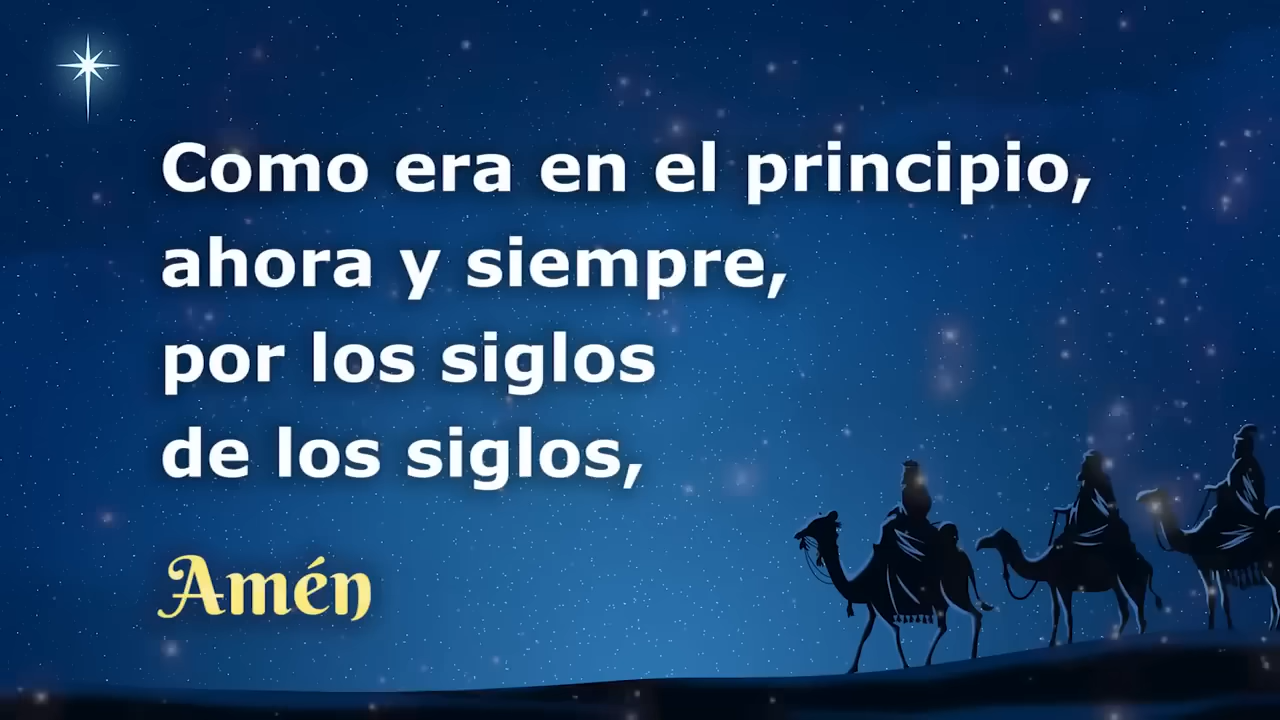 Como era en el principio,
ahora y siempre,
por los siglos
de los siglos,
Amén